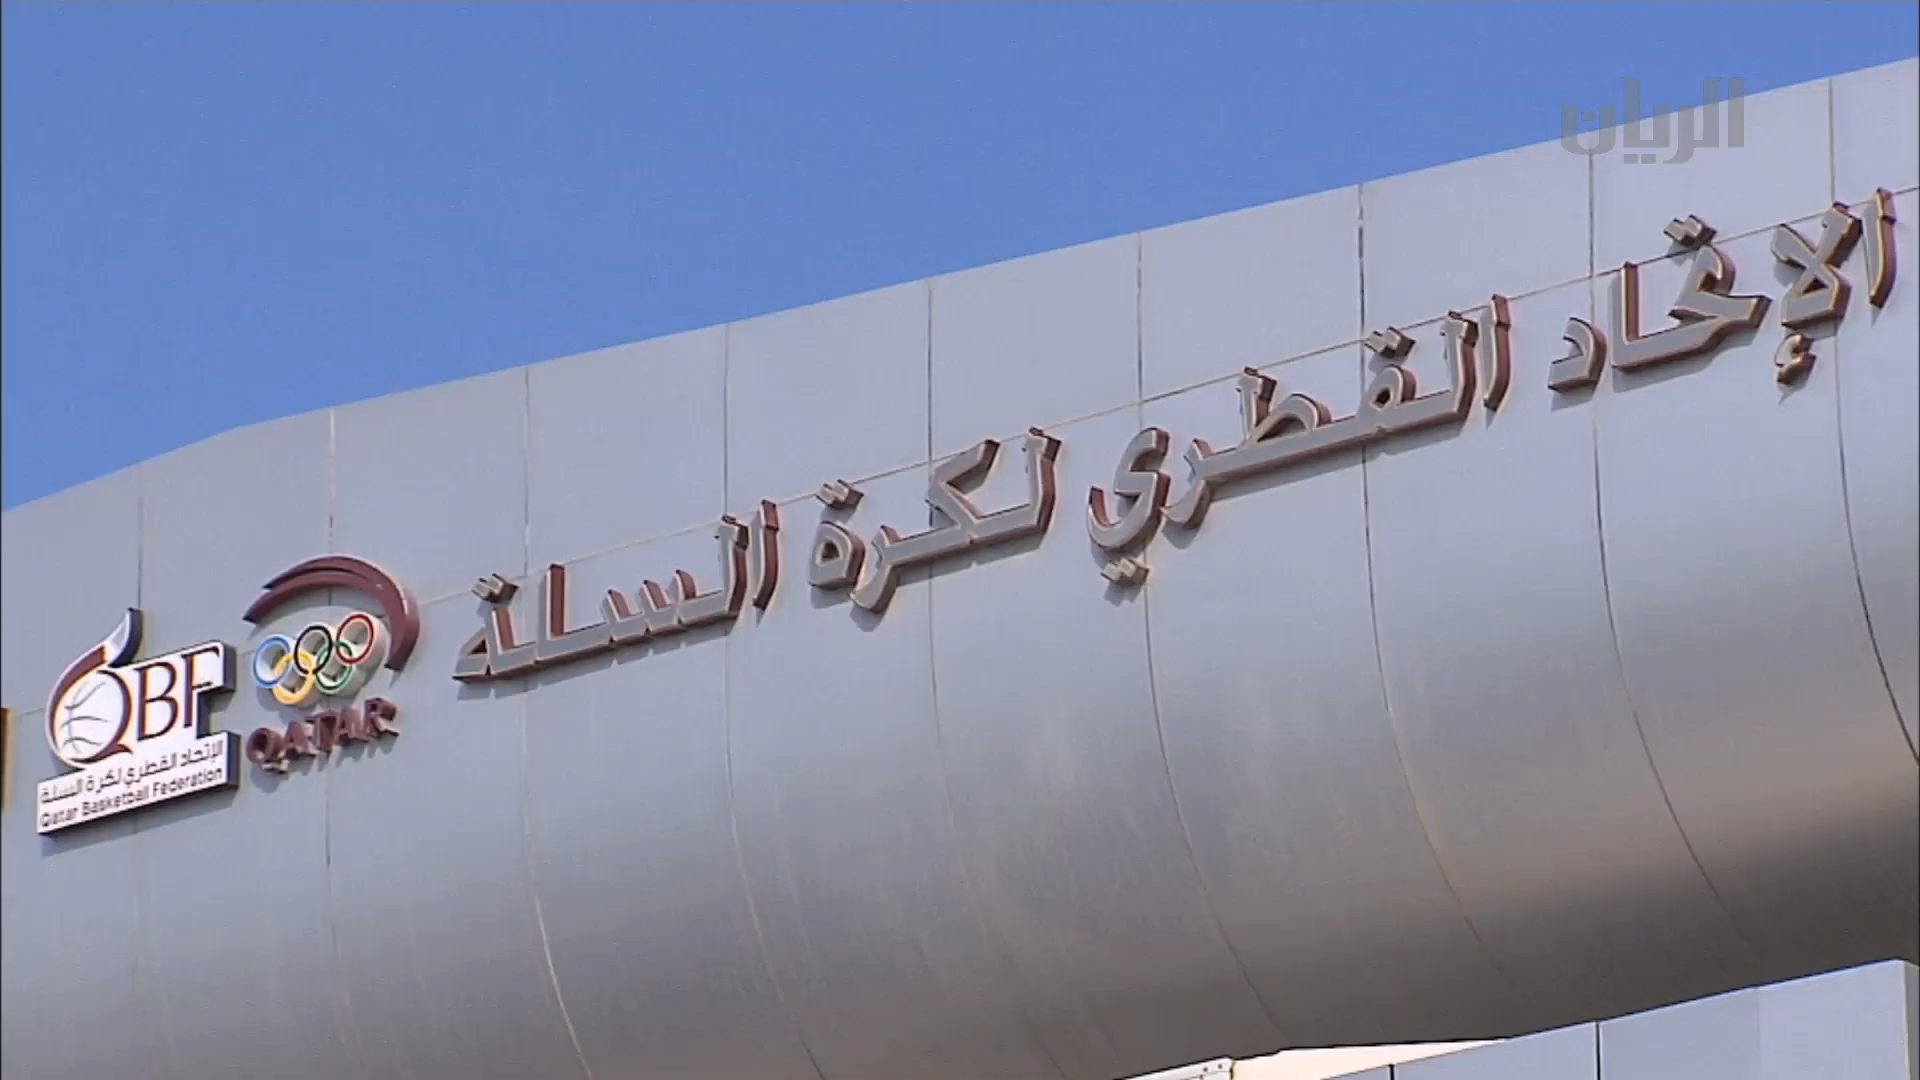 الريان
الإتحاد القطري لكرة السلة
QBF
الإتحاد القطري لكرة السلة
Qatar Basketball Federation
QATAR